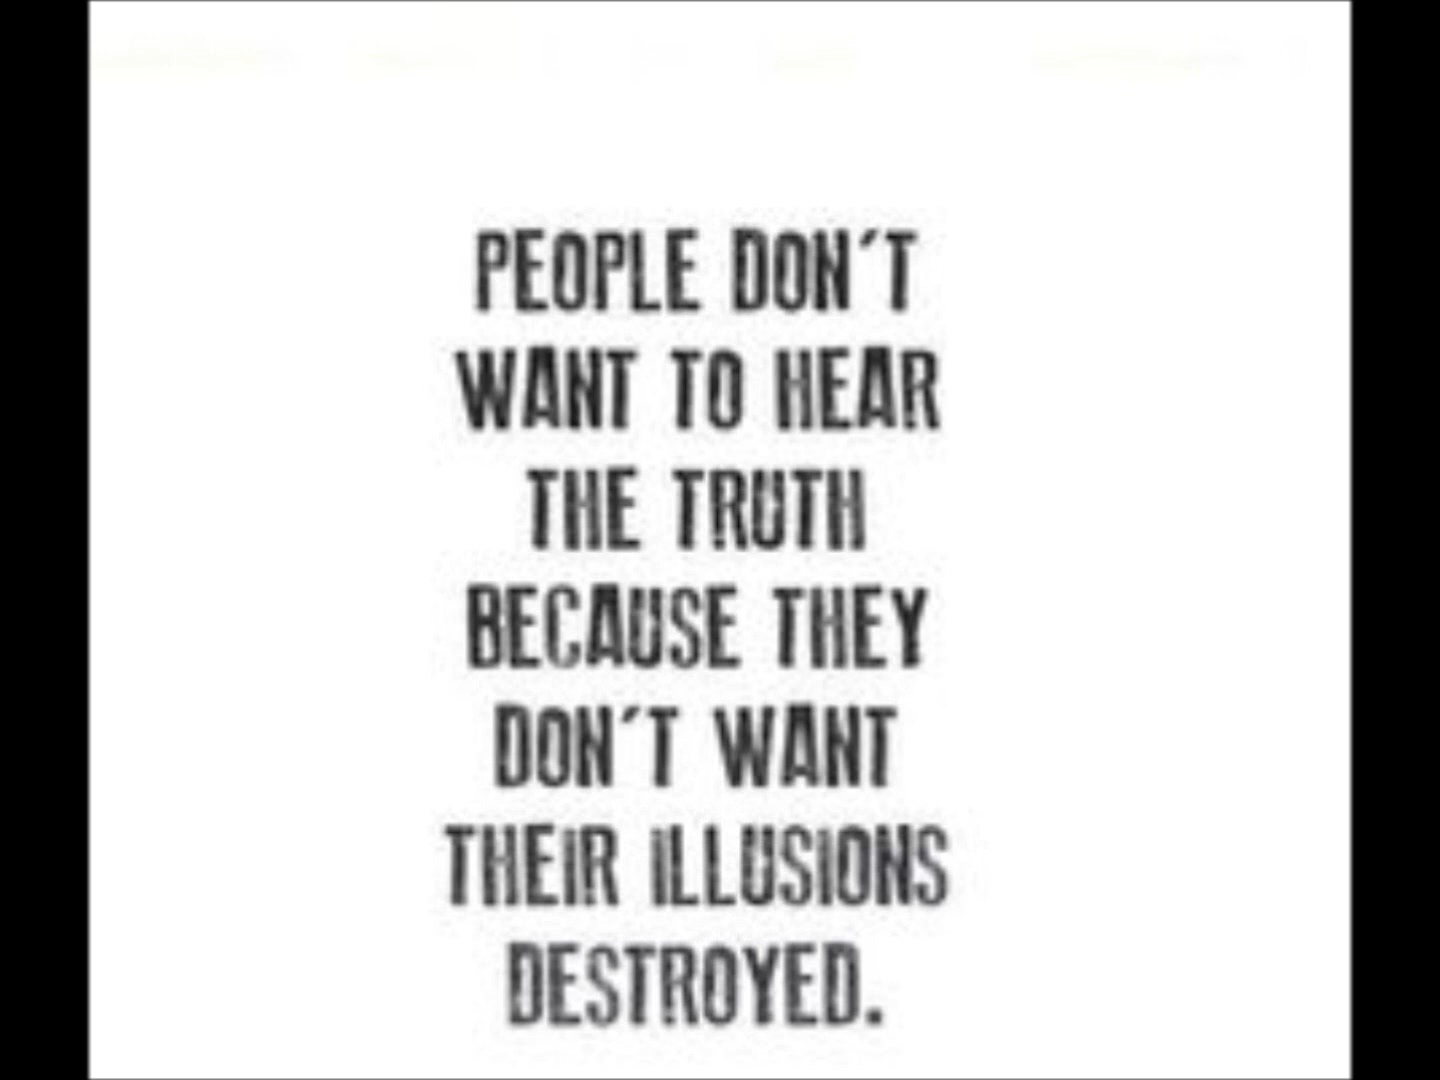 PEOPLE DON´T
WANT TO HEAR
THE TRUTH
BECAUSE THEY
DON´T WANT
THEiR iLLUSiONS
DESTROYED.